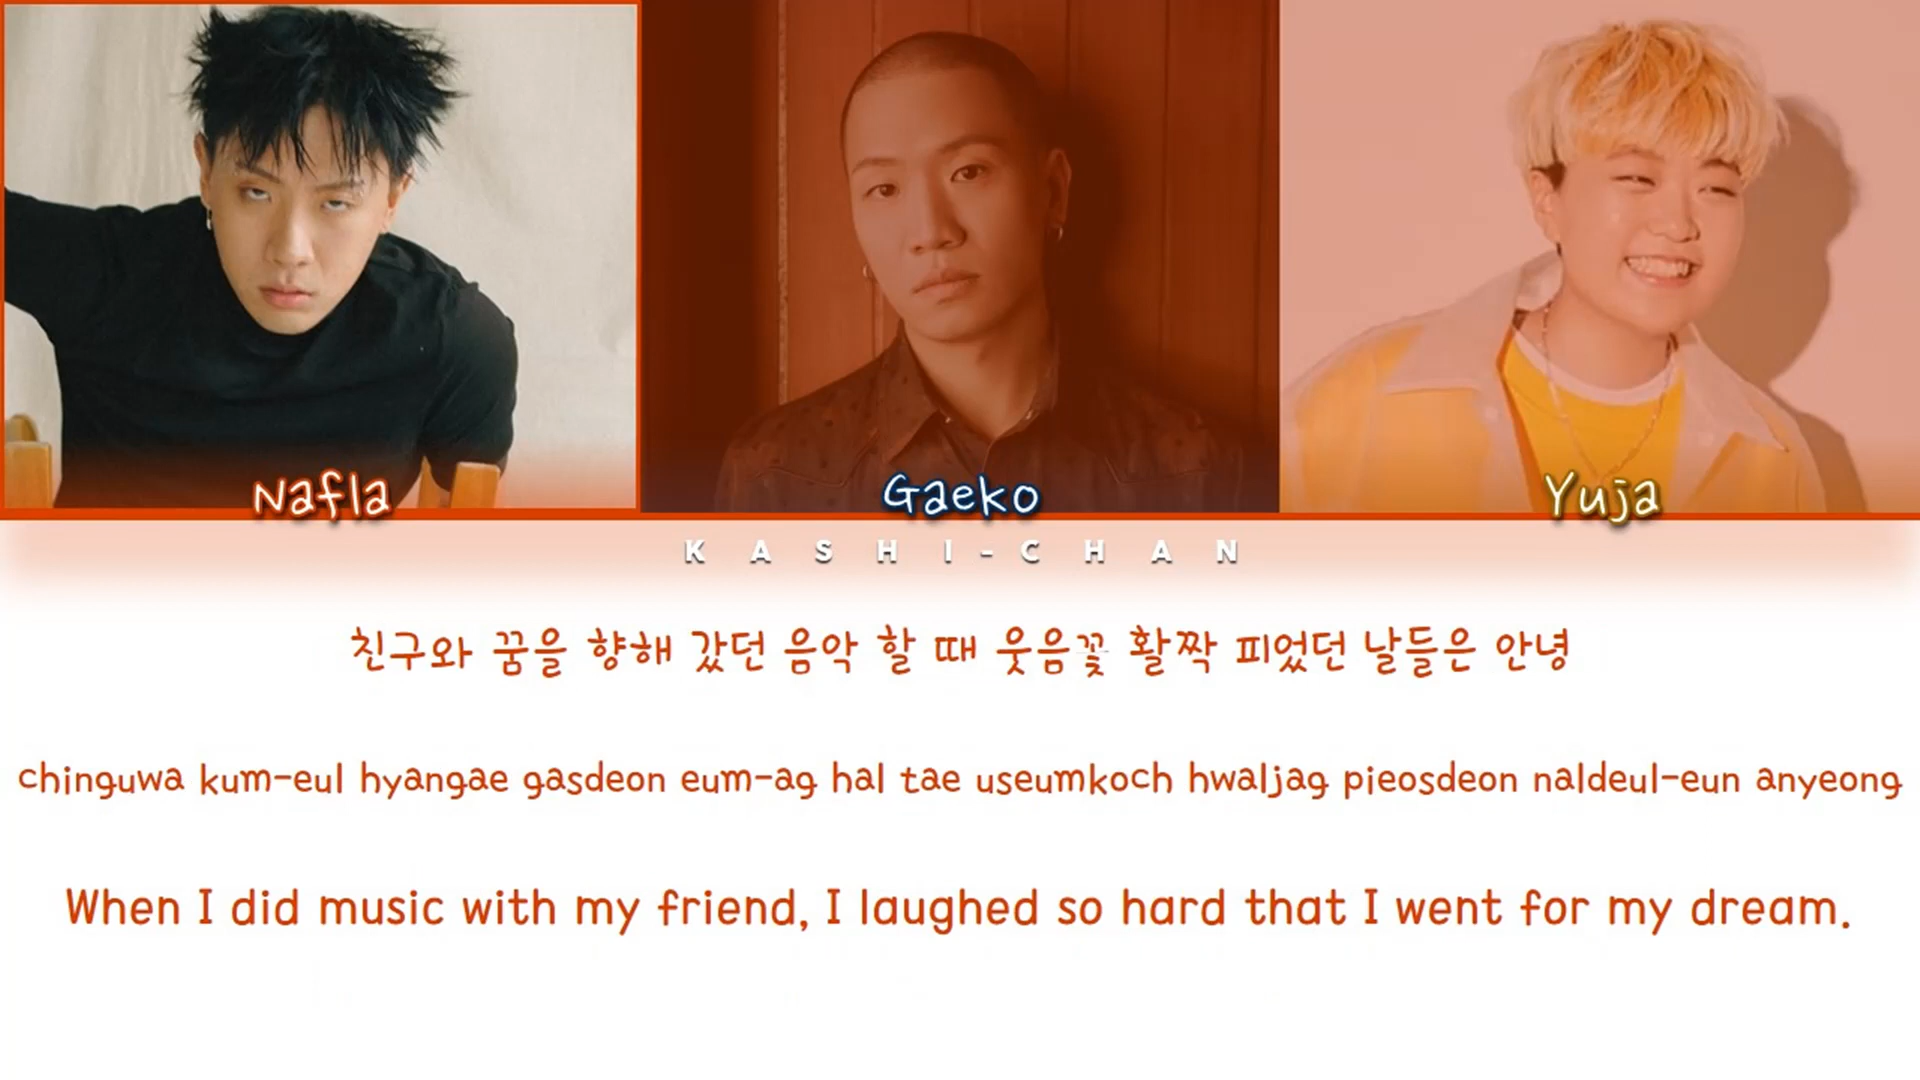 Nafla
Gaeko
Yuja
KASHI-CHAN
친구와 꿈을 향해 갔던 음악 할 때 웃음꽃 활짝 피었던 날들은 안녕
chinguwa kum-eul hyangae gasdeon eum-ag hal tae useumkoch hwaljag pieosdeon naldeul-eun anyeong
When I did music with my friend, I laughed so hard that I went for my dream.